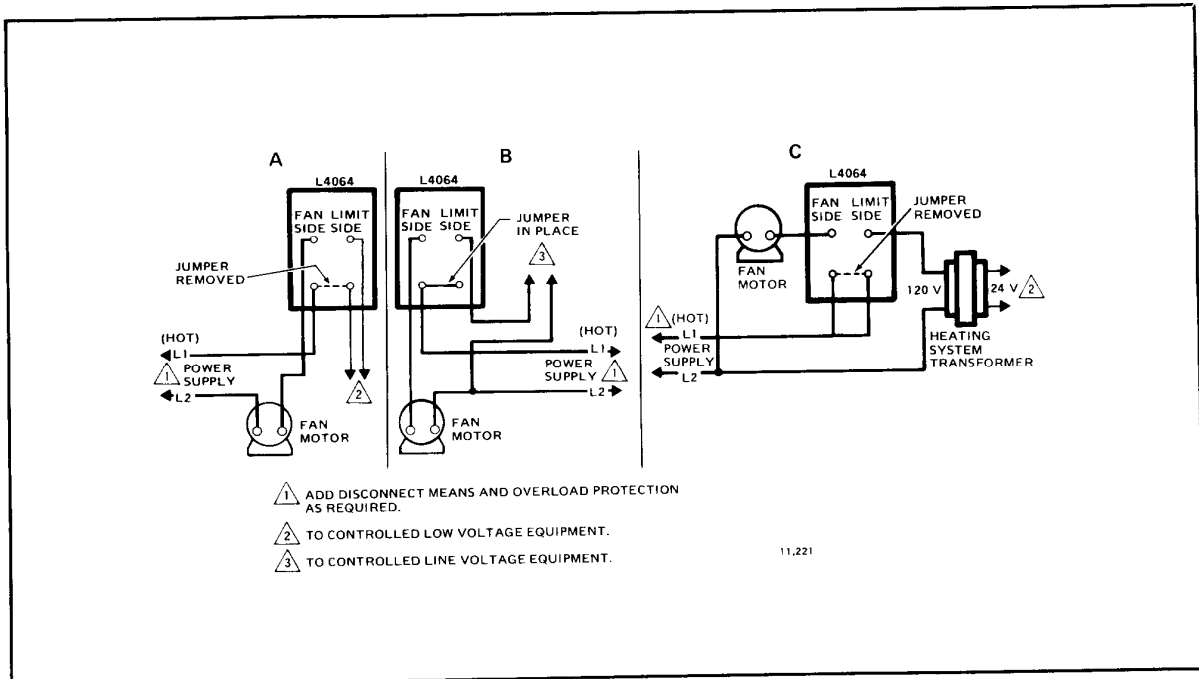 A
L4064
FAN LIMIT
SIDE SIDE
JUMPER
REMOVED
(HOT)
L1
1 POWER
SUPPLY
L2
FAN
MOTOR
2
B
L4064
FAN LIMIT
SIDE SIDE
JUMPER
IN PLACE
3
(HOT)
L1
POWER
SUPPLY 1
L2
FAN
MOTOR
C
L4064
FAN LIMIT
SIDE SIDE
JUMPER
REMOVED
FAN
MOTOR
1 (HOT)
L1
POWER
SUPPLY
L2
120 V
24 V 2
HEATING
SYSTEM
TRANSFORMER
1 ADD DISCONNECT MEANS AND OVERLOAD PROTECTION
AS REQUIRED.
2 TO CONTROLLED LOW VOLTAGE EQUIPMENT.
3 TO CONTROLLED LINE VOLTAGE EQUIPMENT.
11,221